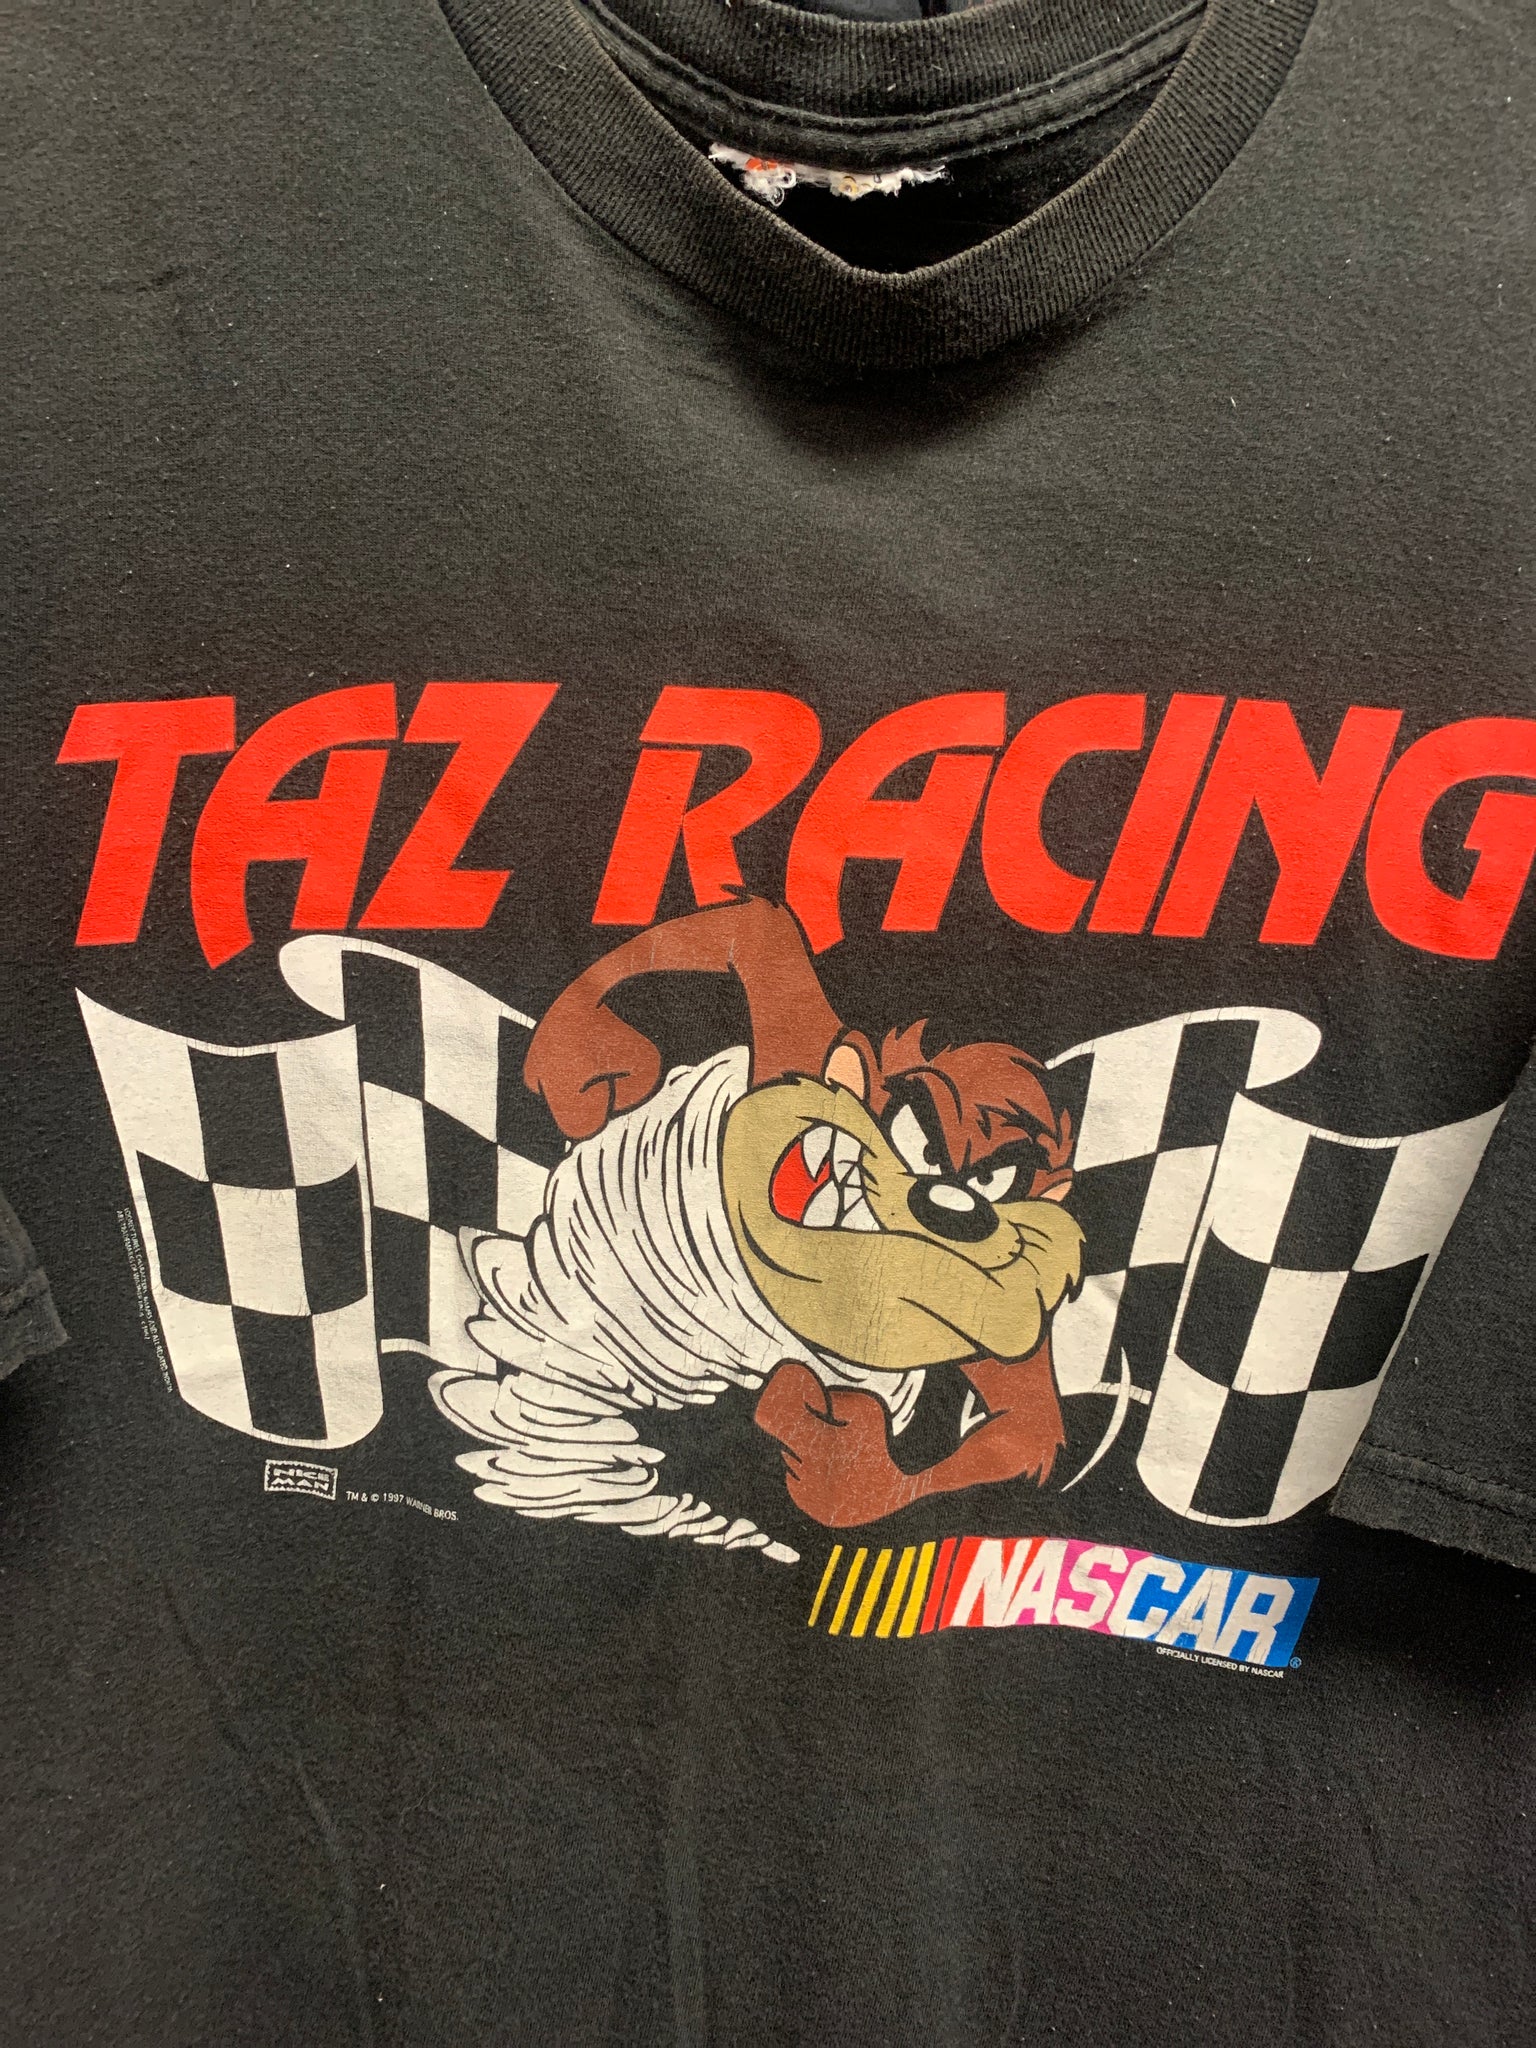 TAZ RACING
NICE
MAN
TM & © 1997 WARNER BROS.
NASCAR®
OFFICIALLY LICENSED BY NASCAR